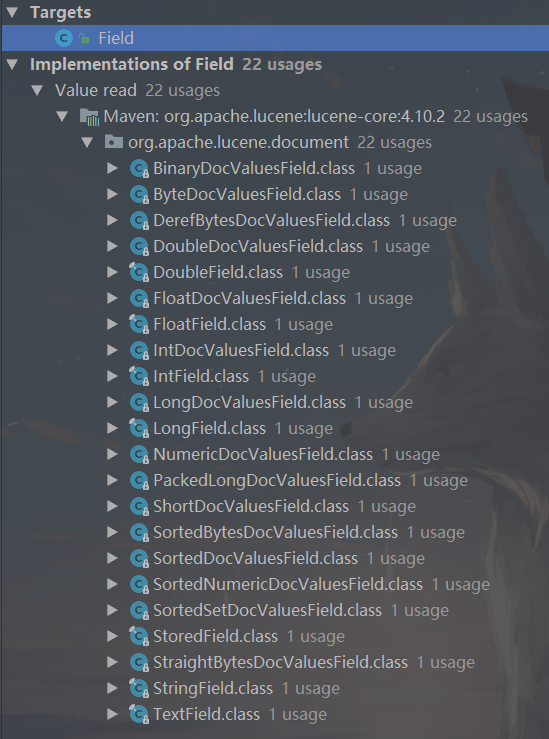 Targets
Field
Implementations of Field 22 usages
Value read 22 usages
Maven: org.apache.lucene:lucene-core:4.10.2 22 usages
org.apache.lucene.document 22 usages
BinaryDocValuesField.class 1 usage
ByteDocValuesField.class 1 usage
DerefBytesDocValuesField.class 1 usage
DoubleDocValuesField.class 1 usage
DoubleField.class 1 usage
FloatDocValuesField.class 1 usage
FloatField.class 1 usage
IntDocValuesField.class 1 usage
IntField.class 1 usage
LongDocValuesField.class 1 usage
LongField.class 1 usage
NumericDocValuesField.class 1 usage
PackedLongDocValuesField.class 1 usage
ShortDocValuesField.class 1 usage
SortedBytesDocValuesField.class 1 usage
SortedDocValuesField.class 1 usage
SortedNumericDocValuesField.class 1 usage
SortedSetDocValuesField.class 1 usage
StoredField.class 1 usage
StraightBytesDocValuesField.class 1 usage
StringField.class 1 usage
TextField.class 1 usage